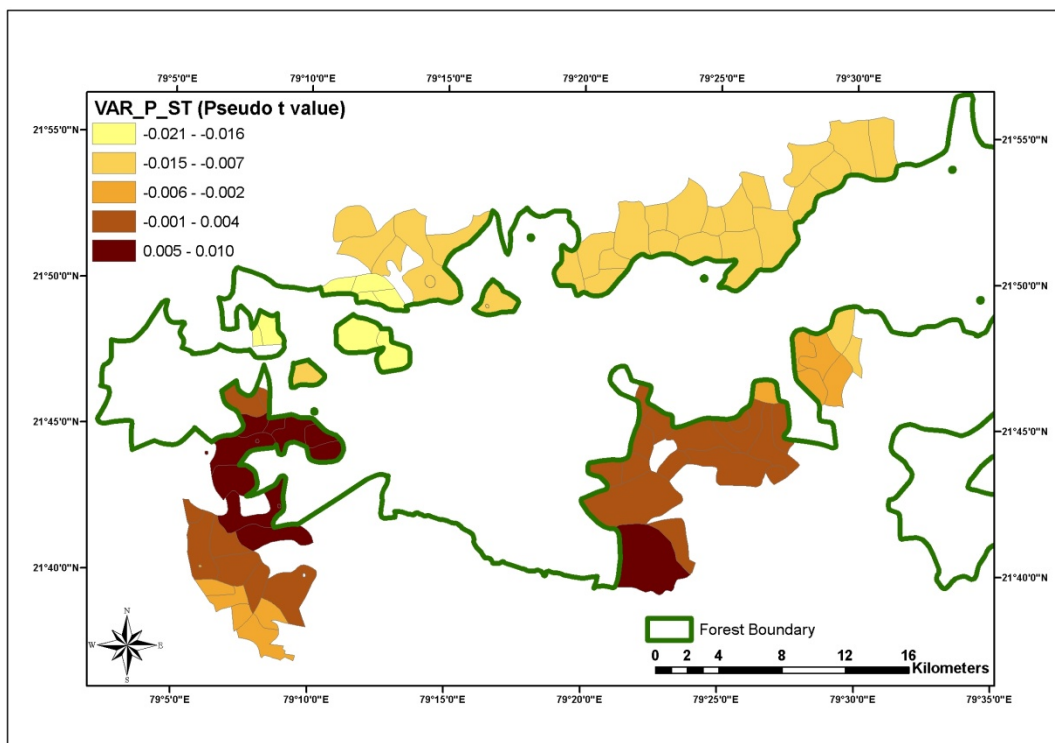 79°5'0"E 79°10'0"E 79°15'0"E 79°20'0"E 79°25'0"E 79°30'0"E
VAR_P_ST (Pseudo t value)
-0.021 - -0.016
-0.015 - -0.007
-0.006 - -0.002
-0.001 - 0.004
0.005 - 0.010
21°55'0"N 21°55'0"N
21°50'0"N 21°50'0"N
21°45'0"N 21°45'0"N
21°40'0"N 21°40'0"N
N
W E
S
Forest Boundary
0 2 4 8 12 16
Kilometers
79°5'0"E 79°10'0"E 79°15'0"E 79°20'0"E 79°25'0"E 79°30'0"E 79°35'0"E